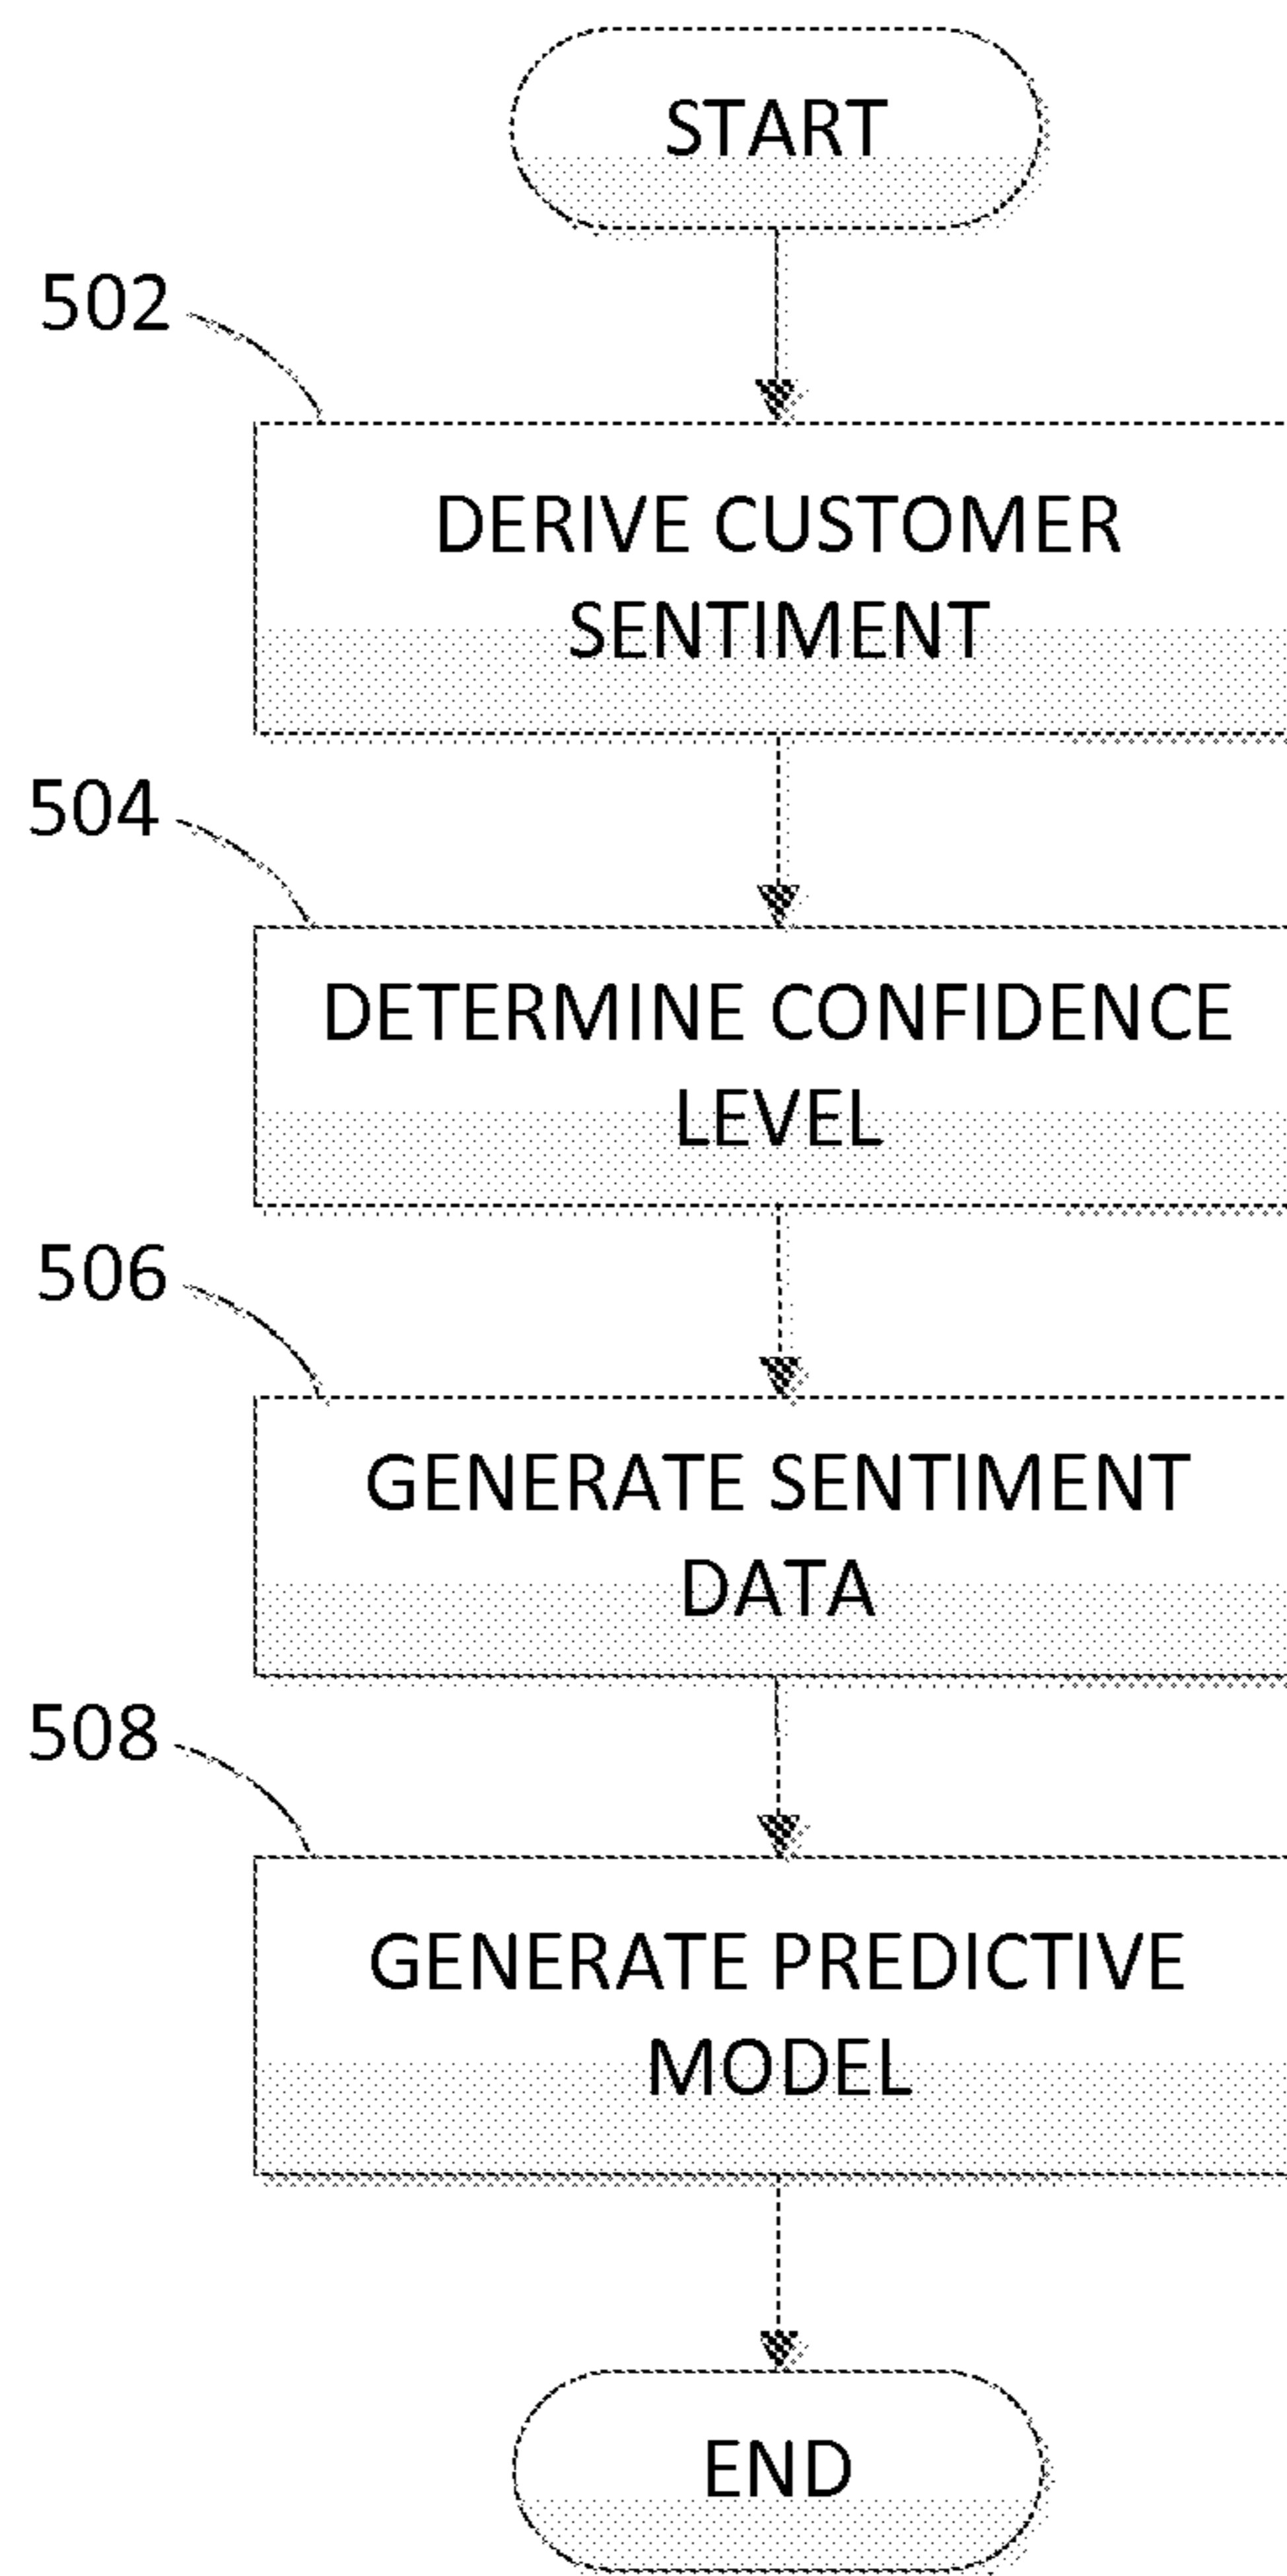 START
502
DERIVE CUSTOMER
SENTIMENT
504
DETERMINE CONFIDENCE
LEVEL
506
GENERATE SENTIMENT
DATA
508
GENERATE PREDICTIVE
MODEL
END